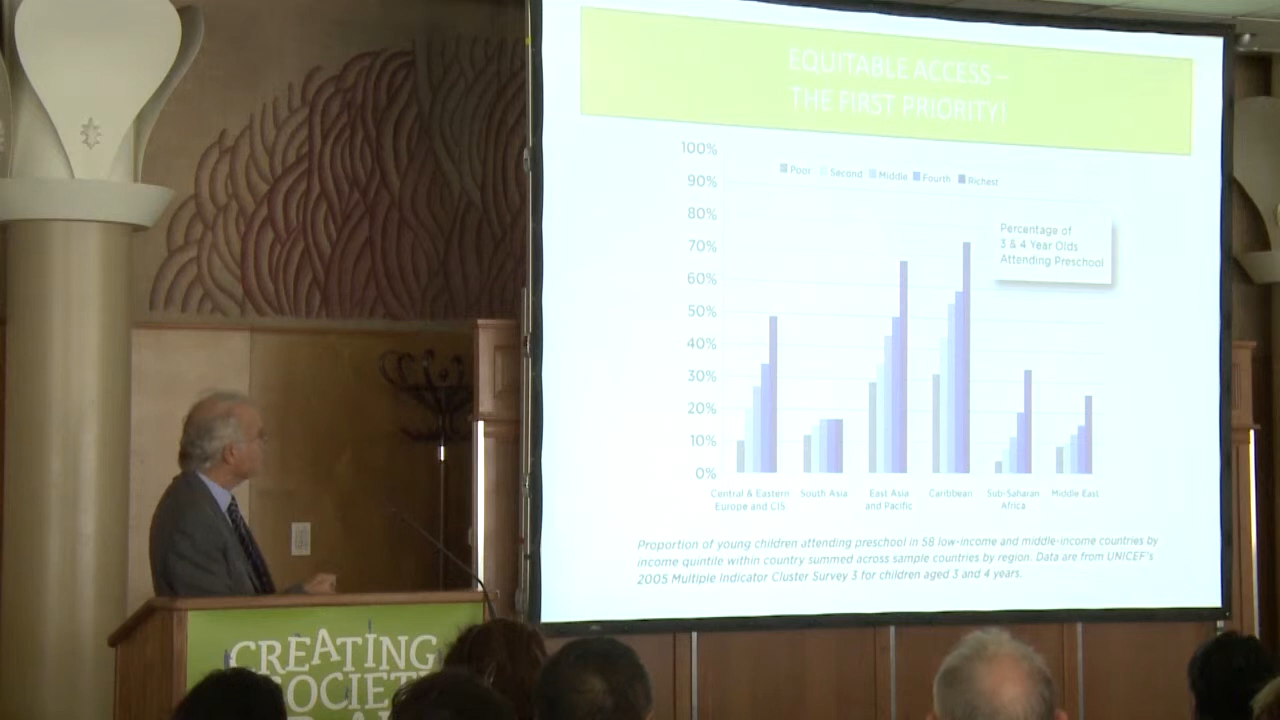 EQUITABLE ACCESS –
THE FIRST PRIORITY!
100%
90%
80%
70%
60%
50%
40%
30%
20%
10%
0%
Poor Second Middle Fourth Richest
Percentage of
3 & 4 Year Olds
Attending Preschool
Central & Eastern
Europe and CIS
South Asia
East Asia
and Pacific
Caribbean
Sub-Saharan
Africa
Middle East
Proportion of young children attending preschool in 58 low-income and middle-income countries by
income quintile within country summed across sample countries by region. Data are from UNICEF's
2005 Multiple Indicator Cluster Survey 3 for children aged 3 and 4 years.
CREATING